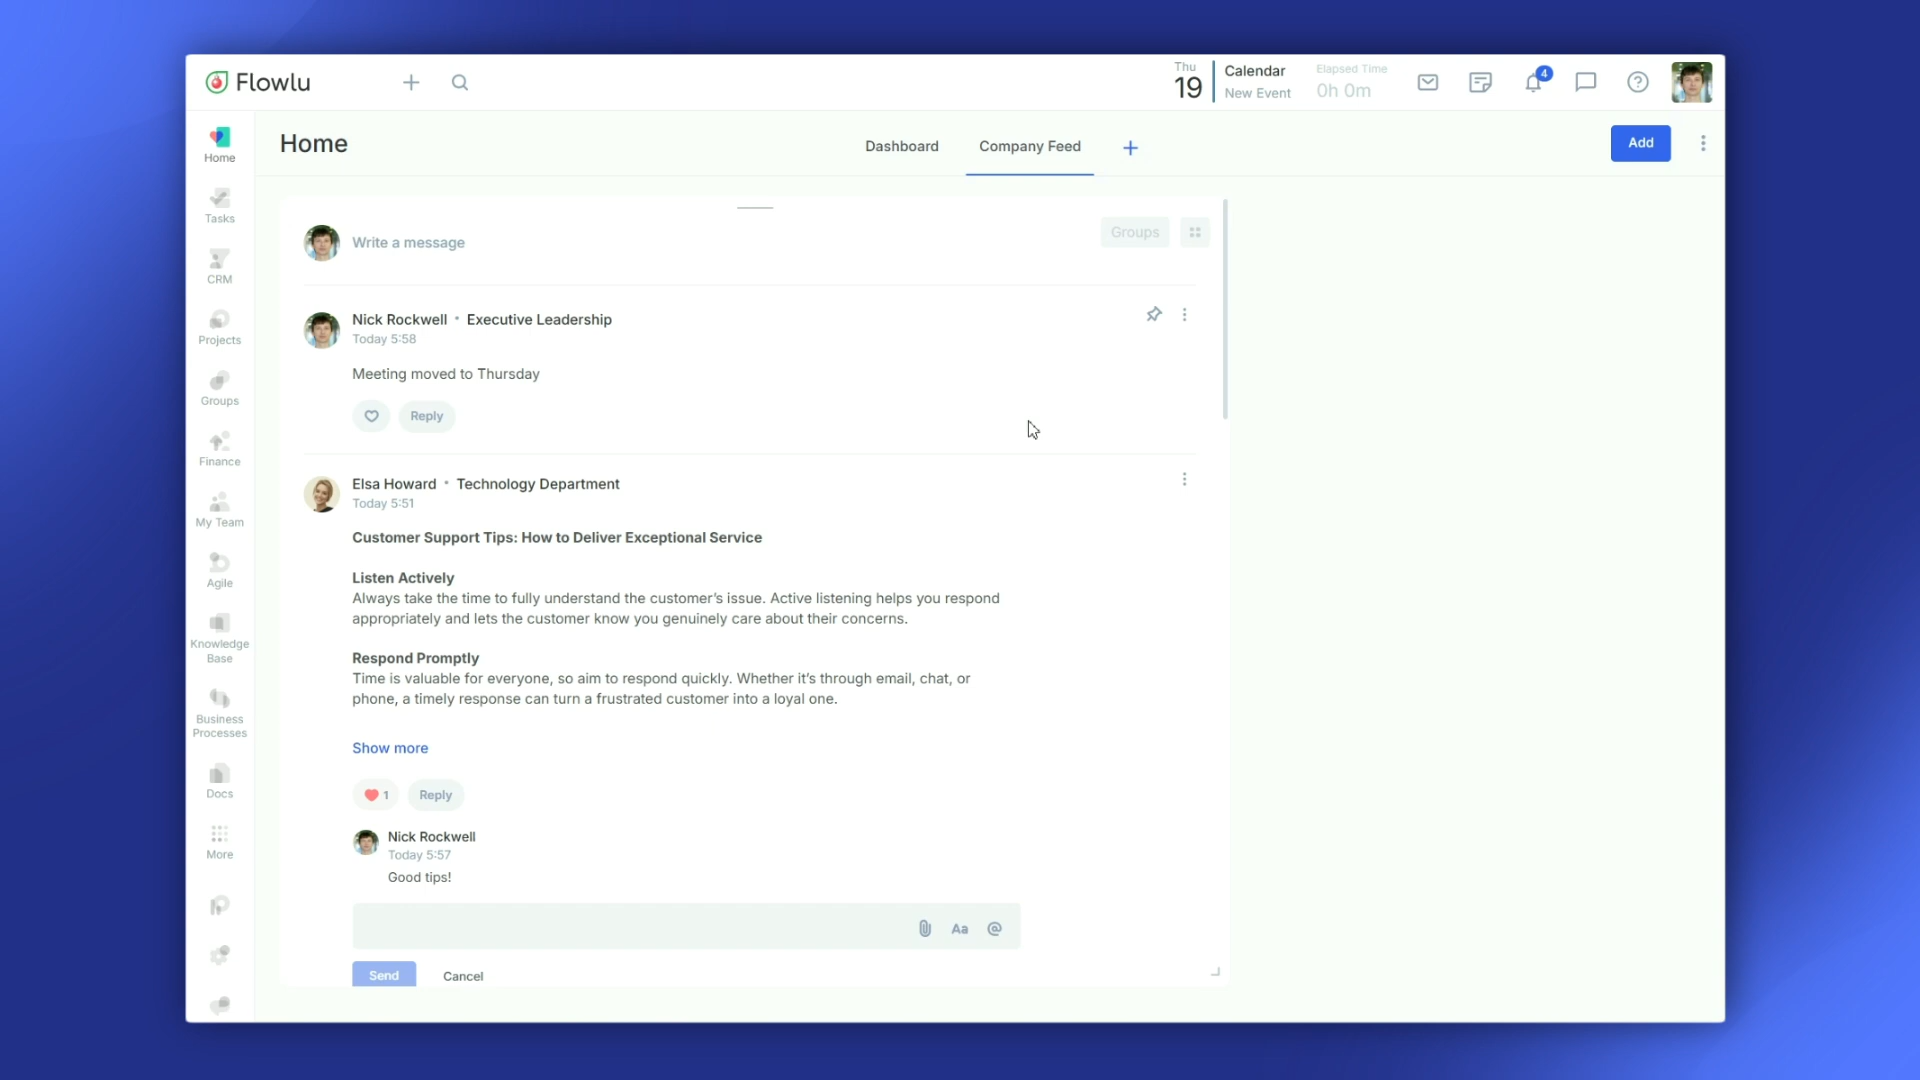 Flowlu
Thu
19
Calendar
New Event
Elapsed Time
0h 0m
4
Home
Dashboard
Company Feed
Add
Home
Tasks
CRM
Projects
Groups
Finance
My Team
Agile
Knowledge
Base
Business
Processes
Docs
More
Write a message
Groups
Nick Rockwell • Executive Leadership
Today 5:58
Meeting moved to Thursday
Reply
Elsa Howard • Technology Department
Today 5:51
Customer Support Tips: How to Deliver Exceptional Service
Listen Actively
Always take the time to fully understand the customer's issue. Active listening helps you respond
appropriately and lets the customer know you genuinely care about their concerns.
Respond Promptly
Time is valuable for everyone, so aim to respond quickly. Whether it's through email, chat, or
phone, a timely response can turn a frustrated customer into a loyal one.
Show more
1 Reply
Nick Rockwell
Today 5:57
Good tips!
Aa @
Send Cancel